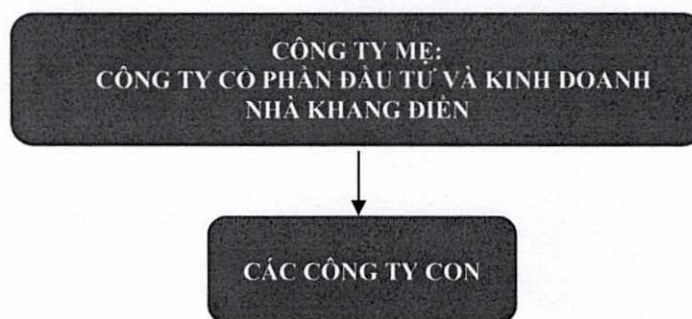 CÔNG TY MẸ:
CÔNG TY CỔ PHẦN ĐẦU TƯ VÀ KINH DOANH
NHÀ KHANG ĐIỀN
CÁC CÔNG TY CON